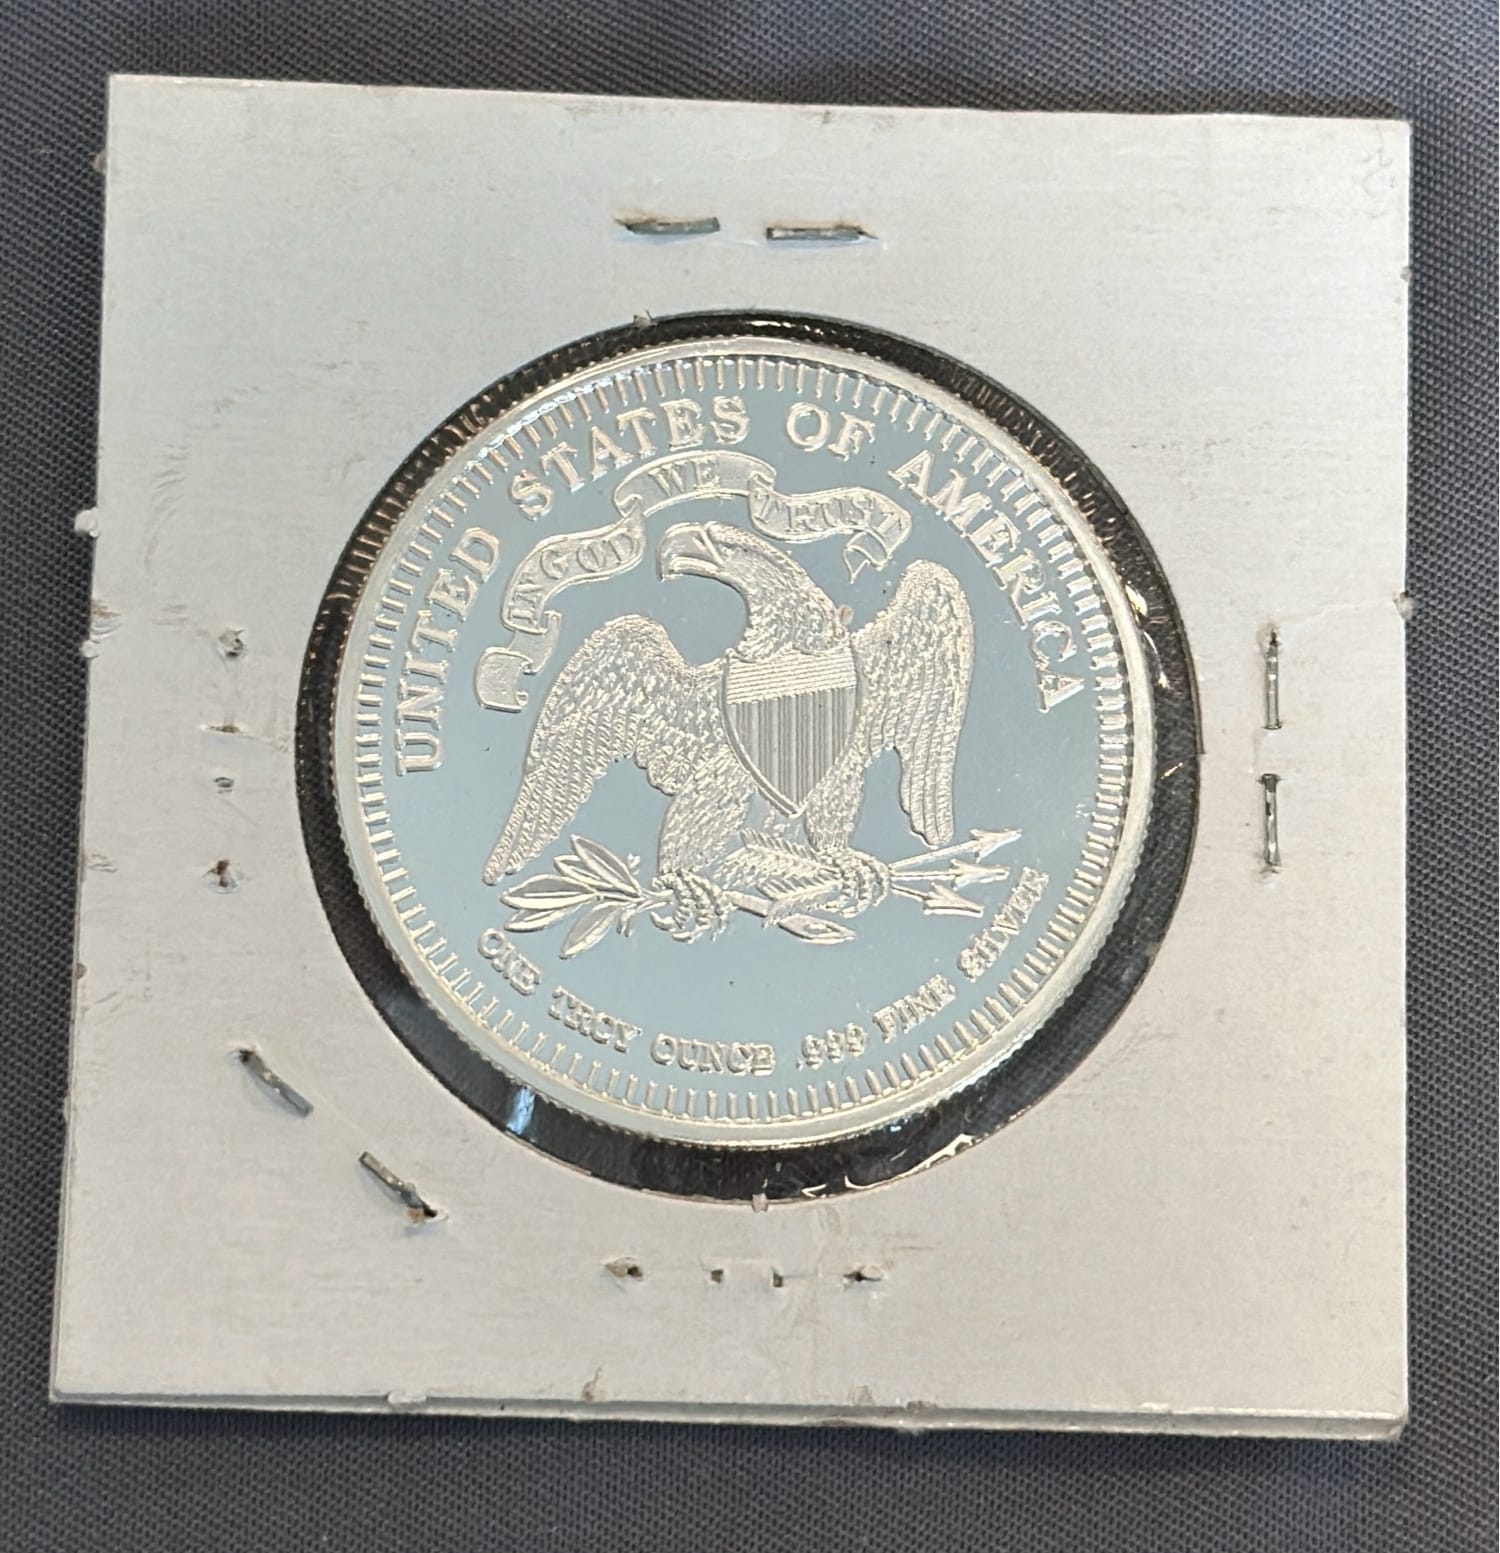 UNITED STATES OF AMERICA
IN GOD WE TRUST
ONE TROY OUNCE .999 FINE SILVER